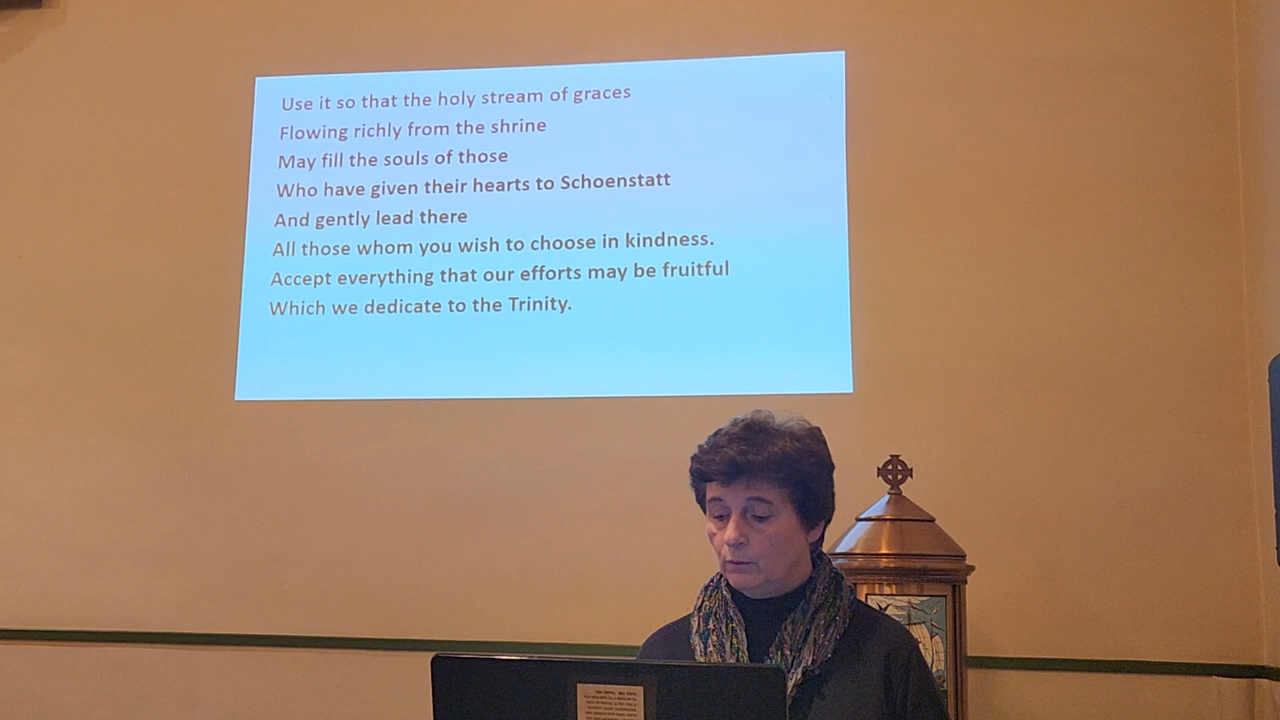 Use it so that the holy stream of graces
Flowing richly from the shrine
May fill the souls of those
Who have given their hearts to Schoenstatt
And gently lead there
All those whom you wish to choose in kindness.
Accept everything that our efforts may be fruitful
Which we dedicate to the Trinity.